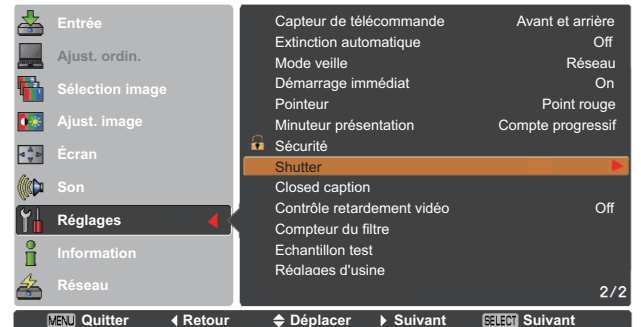 Entrée
Ajust. ordin.
Sélection image
Ajust. image
Écran
Son
Réglages
Information
Réseau
Capteur de télécommande Avant et arrière
Extinction automatique Off
Mode veille Réseau
Démarrage immédiat On
Pointeur Point rouge
Minuteur présentation Compte progressif
Sécurité
Shutter
Closed caption
Contrôle retardement vidéo Off
Compteur du filtre
Echantillon test
Réglages d'usine
2/2
MENU Quitter Retour Déplacer Suivant SELECT Suivant